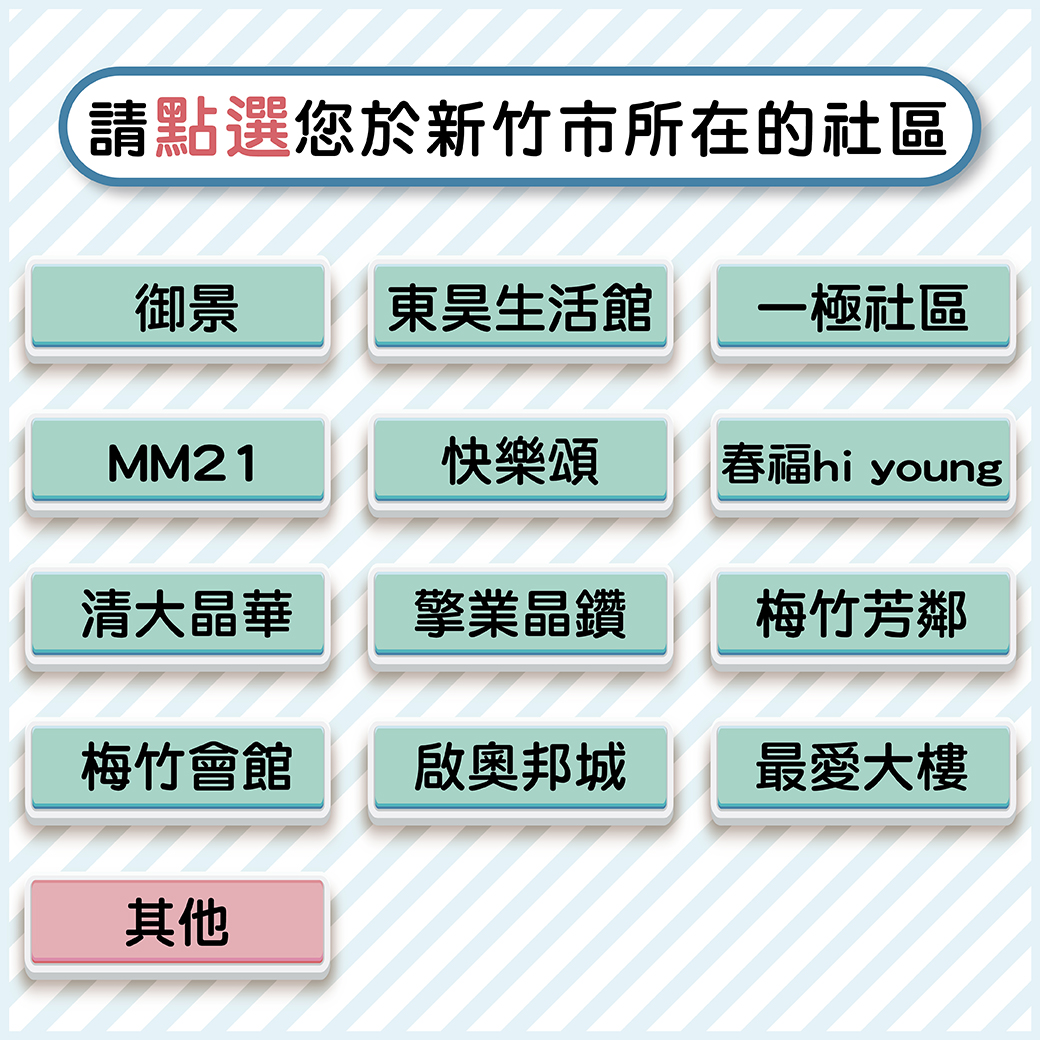 請點選您於新竹市所在的社區
御景
東昊生活館
一極社區
MM21
快樂頌
春福hi young
清大晶華
擎業晶鑽
梅竹芳鄰
梅竹會館
啟奧邦城
最愛大樓
其他